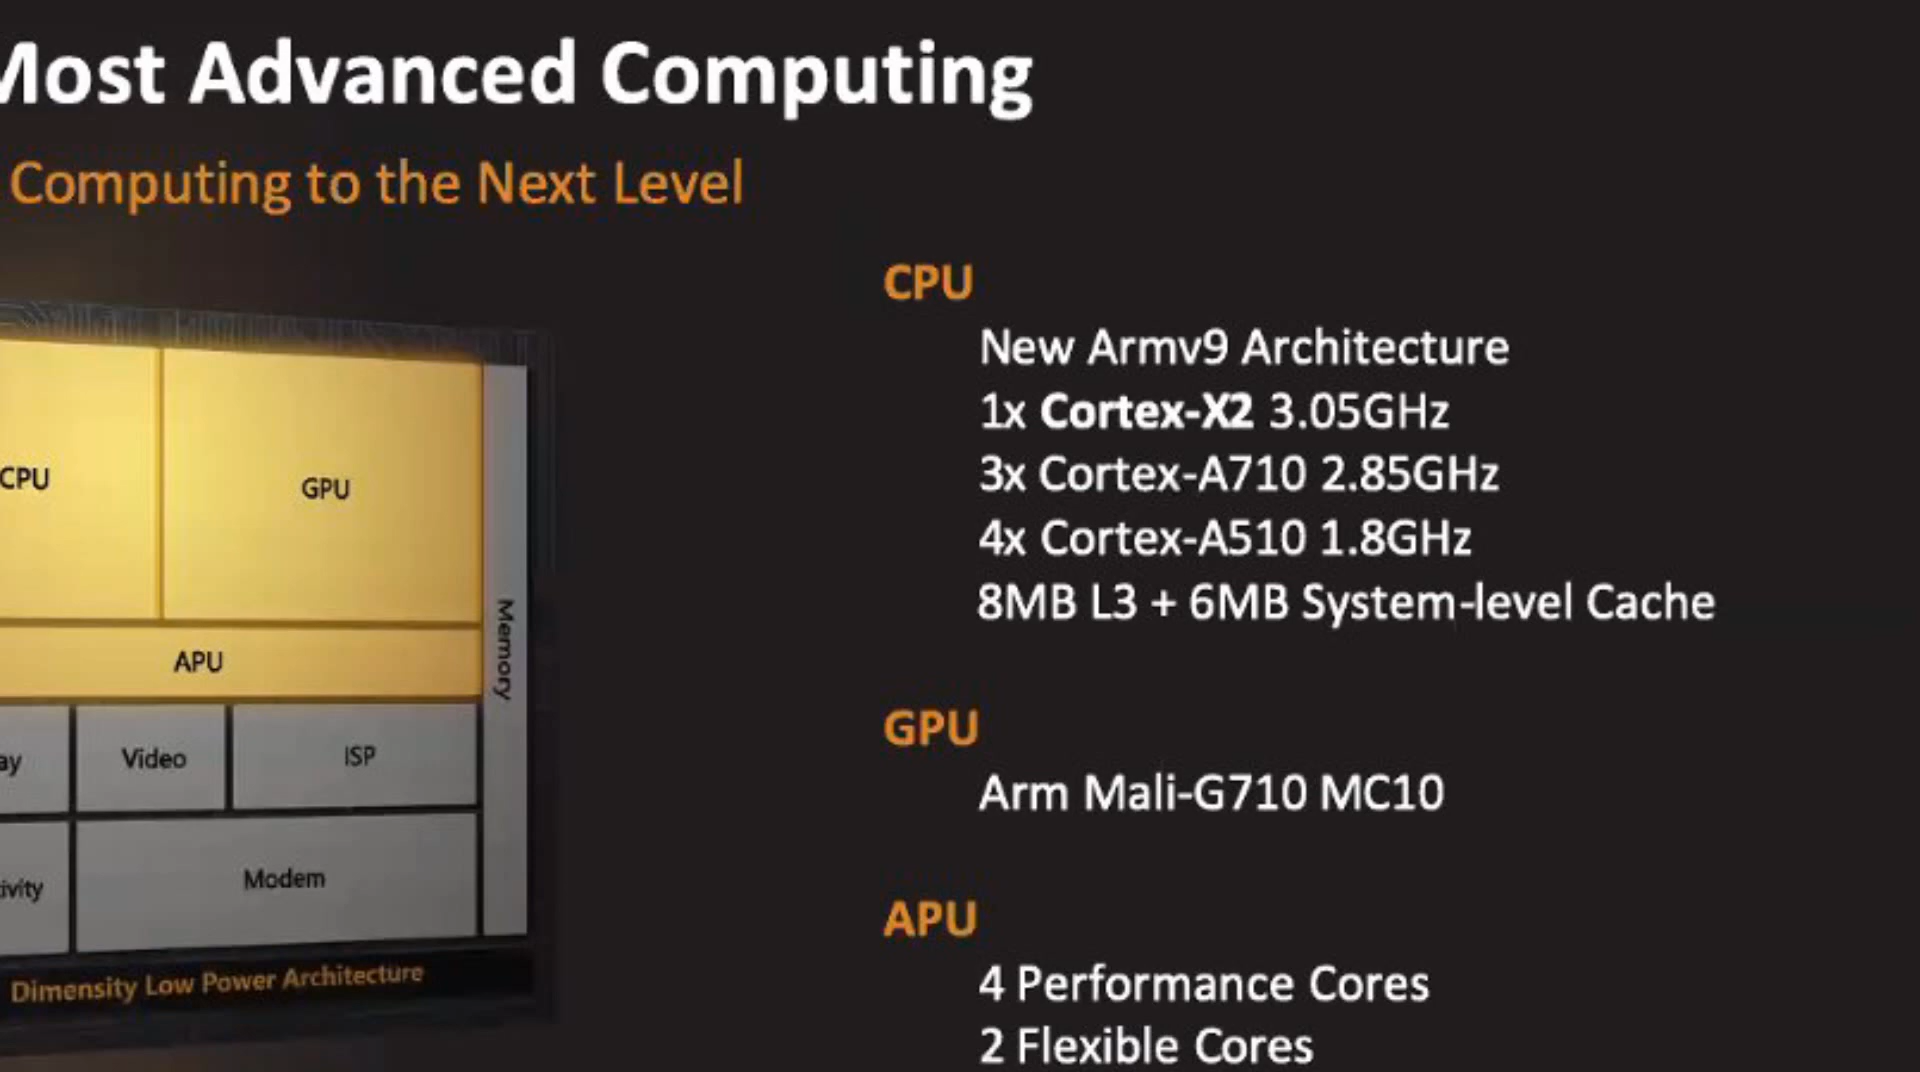 Most Advanced Computing
Computing to the Next Level
CPU
New Armv9 Architecture
1x Cortex-X2 3.05GHz
3x Cortex-A710 2.85GHz
4x Cortex-A510 1.8GHz
8MB L3 + 6MB System-level Cache
GPU
Arm Mali-G710 MC10
APU
4 Performance Cores
2 Flexible Cores
CPU
GPU
APU
Memory
ay
Video
ISP
ivity
Modem
Dimensity Low Power Architecture